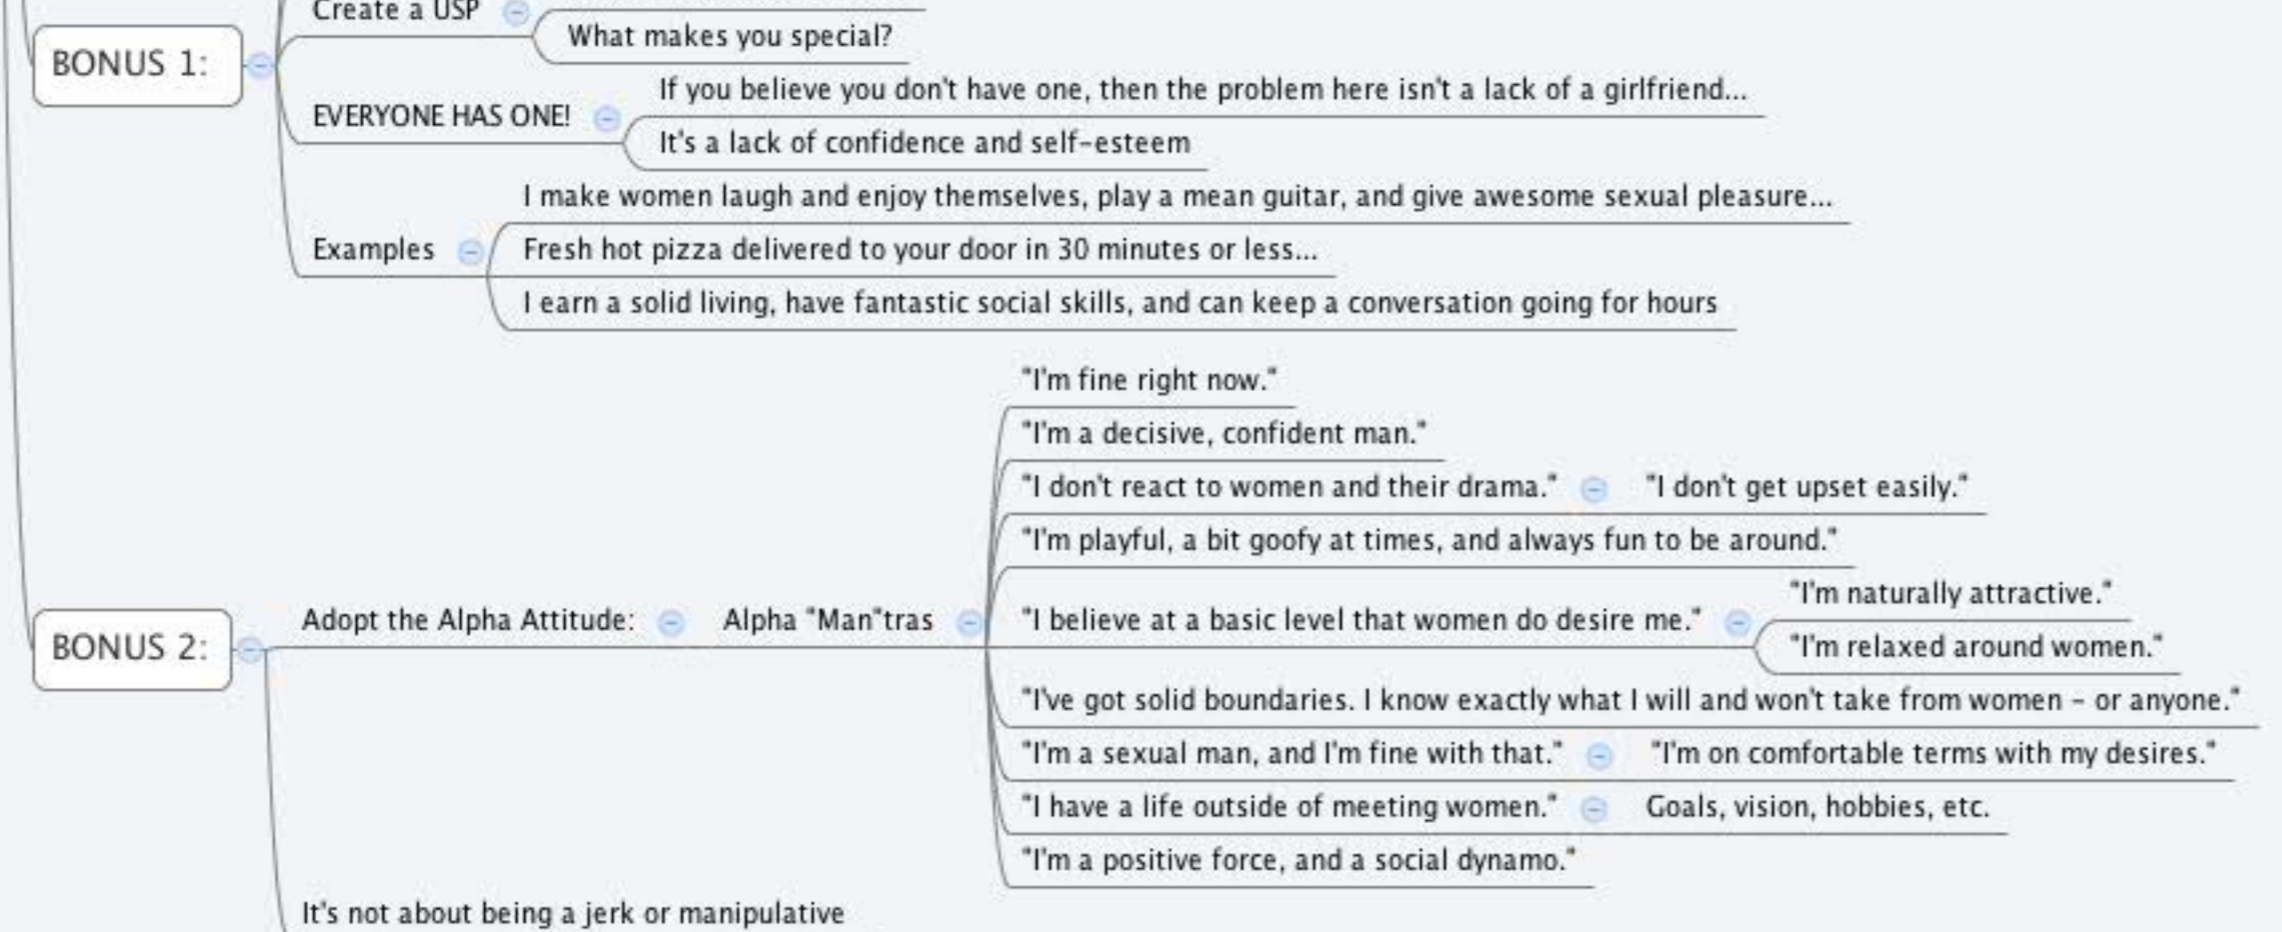 Create a USP
What makes you special?
BONUS 1:
EVERYONE HAS ONE!
If you believe you don't have one, then the problem here isn't a lack of a girlfriend...
It's a lack of confidence and self-esteem
Examples
I make women laugh and enjoy themselves, play a mean guitar, and give awesome sexual pleasure...
Fresh hot pizza delivered to your door in 30 minutes or less...
I earn a solid living, have fantastic social skills, and can keep a conversation going for hours
BONUS 2:
Adopt the Alpha Attitude:
Alpha "Man"tras
"I'm fine right now."
"I'm a decisive, confident man."
"I don't react to women and their drama." "I don't get upset easily."
"I'm playful, a bit goofy at times, and always fun to be around."
"I believe at a basic level that women do desire me."
"I'm naturally attractive."
"I'm relaxed around women."
"I've got solid boundaries. I know exactly what I will and won't take from women - or anyone."
"I'm a sexual man, and I'm fine with that." "I'm on comfortable terms with my desires."
"I have a life outside of meeting women." Goals, vision, hobbies, etc.
"I'm a positive force, and a social dynamo."
It's not about being a jerk or manipulative